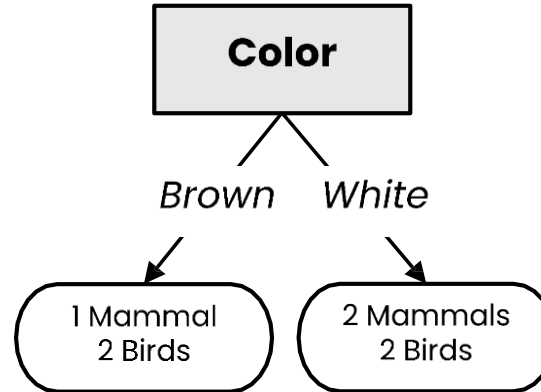 Color
Brown
White
1 Mammal
2 Birds
2 Mammals
2 Birds